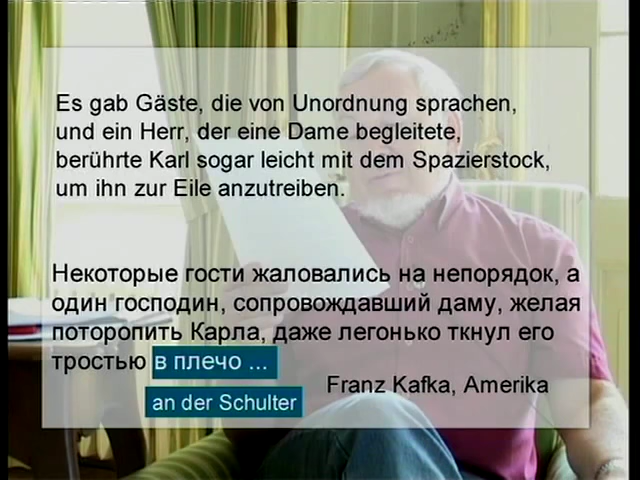 Es gab Gäste, die von Unordnung sprachen,
und ein Herr, der eine Dame begleitete,
berührte Karl sogar leicht mit dem Spazierstock,
um ihn zur Eile anzutreiben.
Некоторые гости жаловались на непорядок, а
один господин, сопровождавший даму, желая
поторопить Карла, даже легонько ткнул его
тростью в плечо ...
an der Schulter
Franz Kafka, Amerika